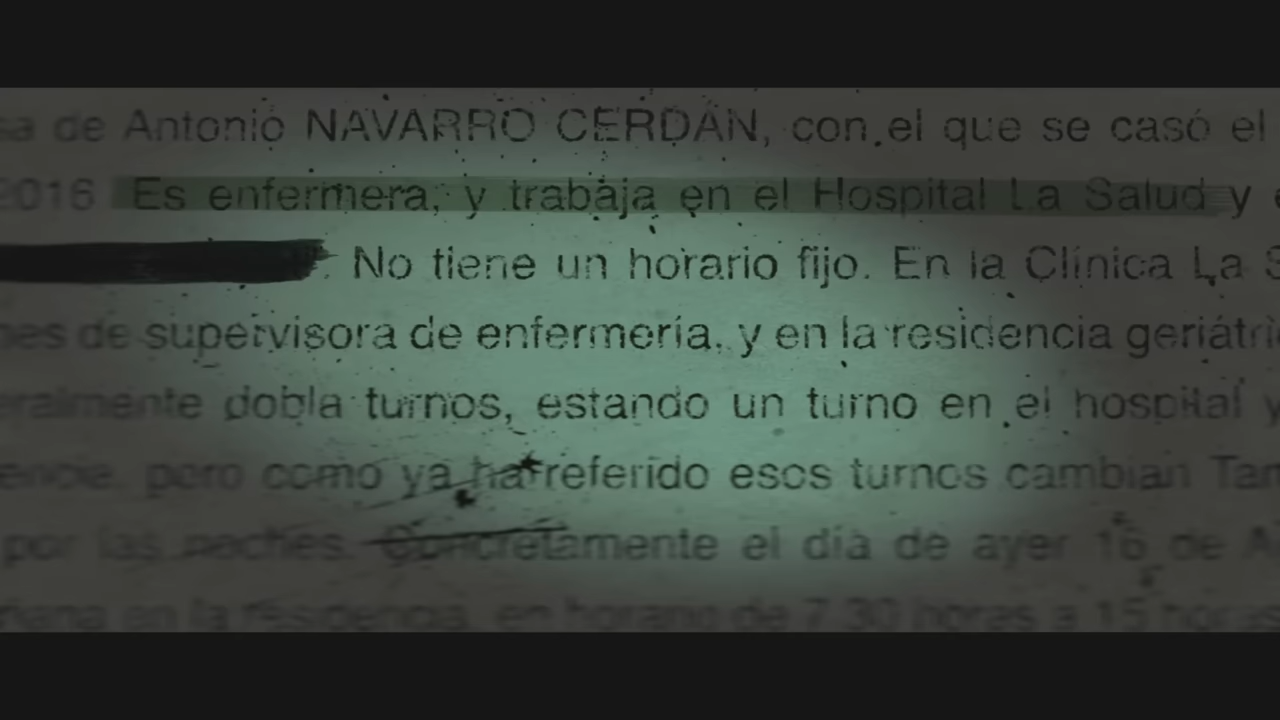 de Antonio NAVARRO CERDÁN, con el que se casó el
2016 Es enfermera, y trabaja en el Hospital La Salud y
. No tiene un horario fijo. En la Clínica La
de supervisora de enfermería, y en la residencia
dobla turnos, estando un turno en el hospital y
pero como ya ha referido esos turnos cambian
por las noches. Concretamente el día de ayer 16 de
en la residencia, en horario de 7.30 horas a 15 horas